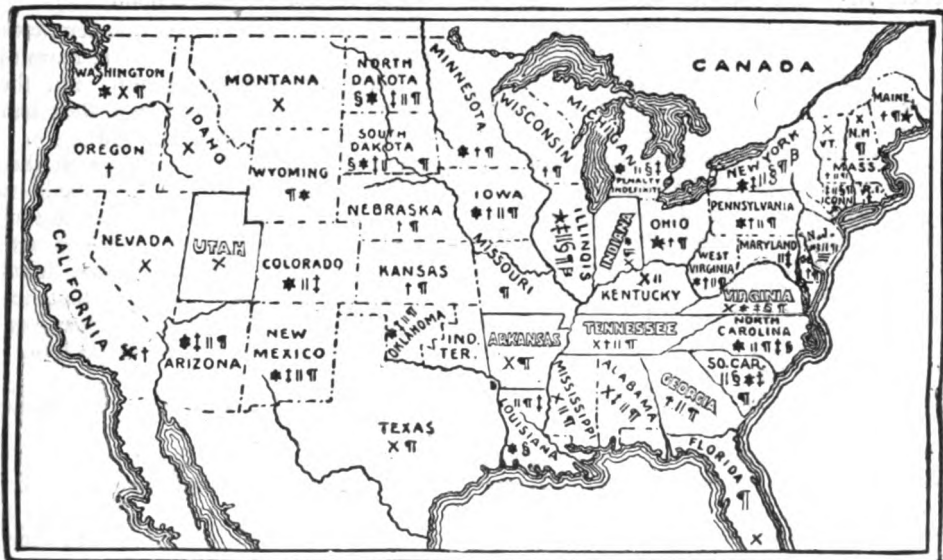 WASHINGTON
✱ X ¶
OREGON
†
CALIFORNIA
✱ †
IDAHO
X
NEVADA
X
MONTANA
X
WYOMING
¶ ✱
UTAH
X
COLORADO
✱ || ‡
✱ ‡ || ¶
ARIZONA
NEW
MEXICO
✱ ‡ || ¶
NORTH
DAKOTA
§ ✱ ‡ || ¶
SOUTH
DAKOTA
§ ✱ † || ¶
NEBRASKA
† ¶
KANSAS
† ¶
OKLAHOMA
IND.
TER.
TEXAS
X ¶
MINNESOTA
✱ † ¶
IOWA
✱ † || ¶
MISSOURI
¶
ARKANSAS
X ¶
|| ¶ ‡
LOUISIANA
✱ §
WISCONSIN
† ¶
ILLINOIS
MICHIGAN
✱ || § ‡
PENALTY
INDEFINITE
INDIANA
OHIO
★ † ¶
X ||
KENTUCKY
TENNESSEE
X † || ¶
MISSISSIPPI
X || ¶
ALABAMA
X ‡ || ¶
GEORGIA
† || ¶
FLORIDA
¶
X
SO. CAR.
|| § ✱ ‡
¶
NORTH
CAROLINA
✱ || ¶ ‡ §
VIRGINIA
X ✱ ‡ § ¶
WEST
VIRGINIA
✱ † || ¶
MARYLAND
|| ‡
PENNSYLVANIA
✱ † || ¶
NEW YORK
✱ ‡ || § ¶ B
N.J.
CANADA
MAINE
† ¶ ★
X
VT.
X
N.H.
¶
MASS.
CONN.
R.I.